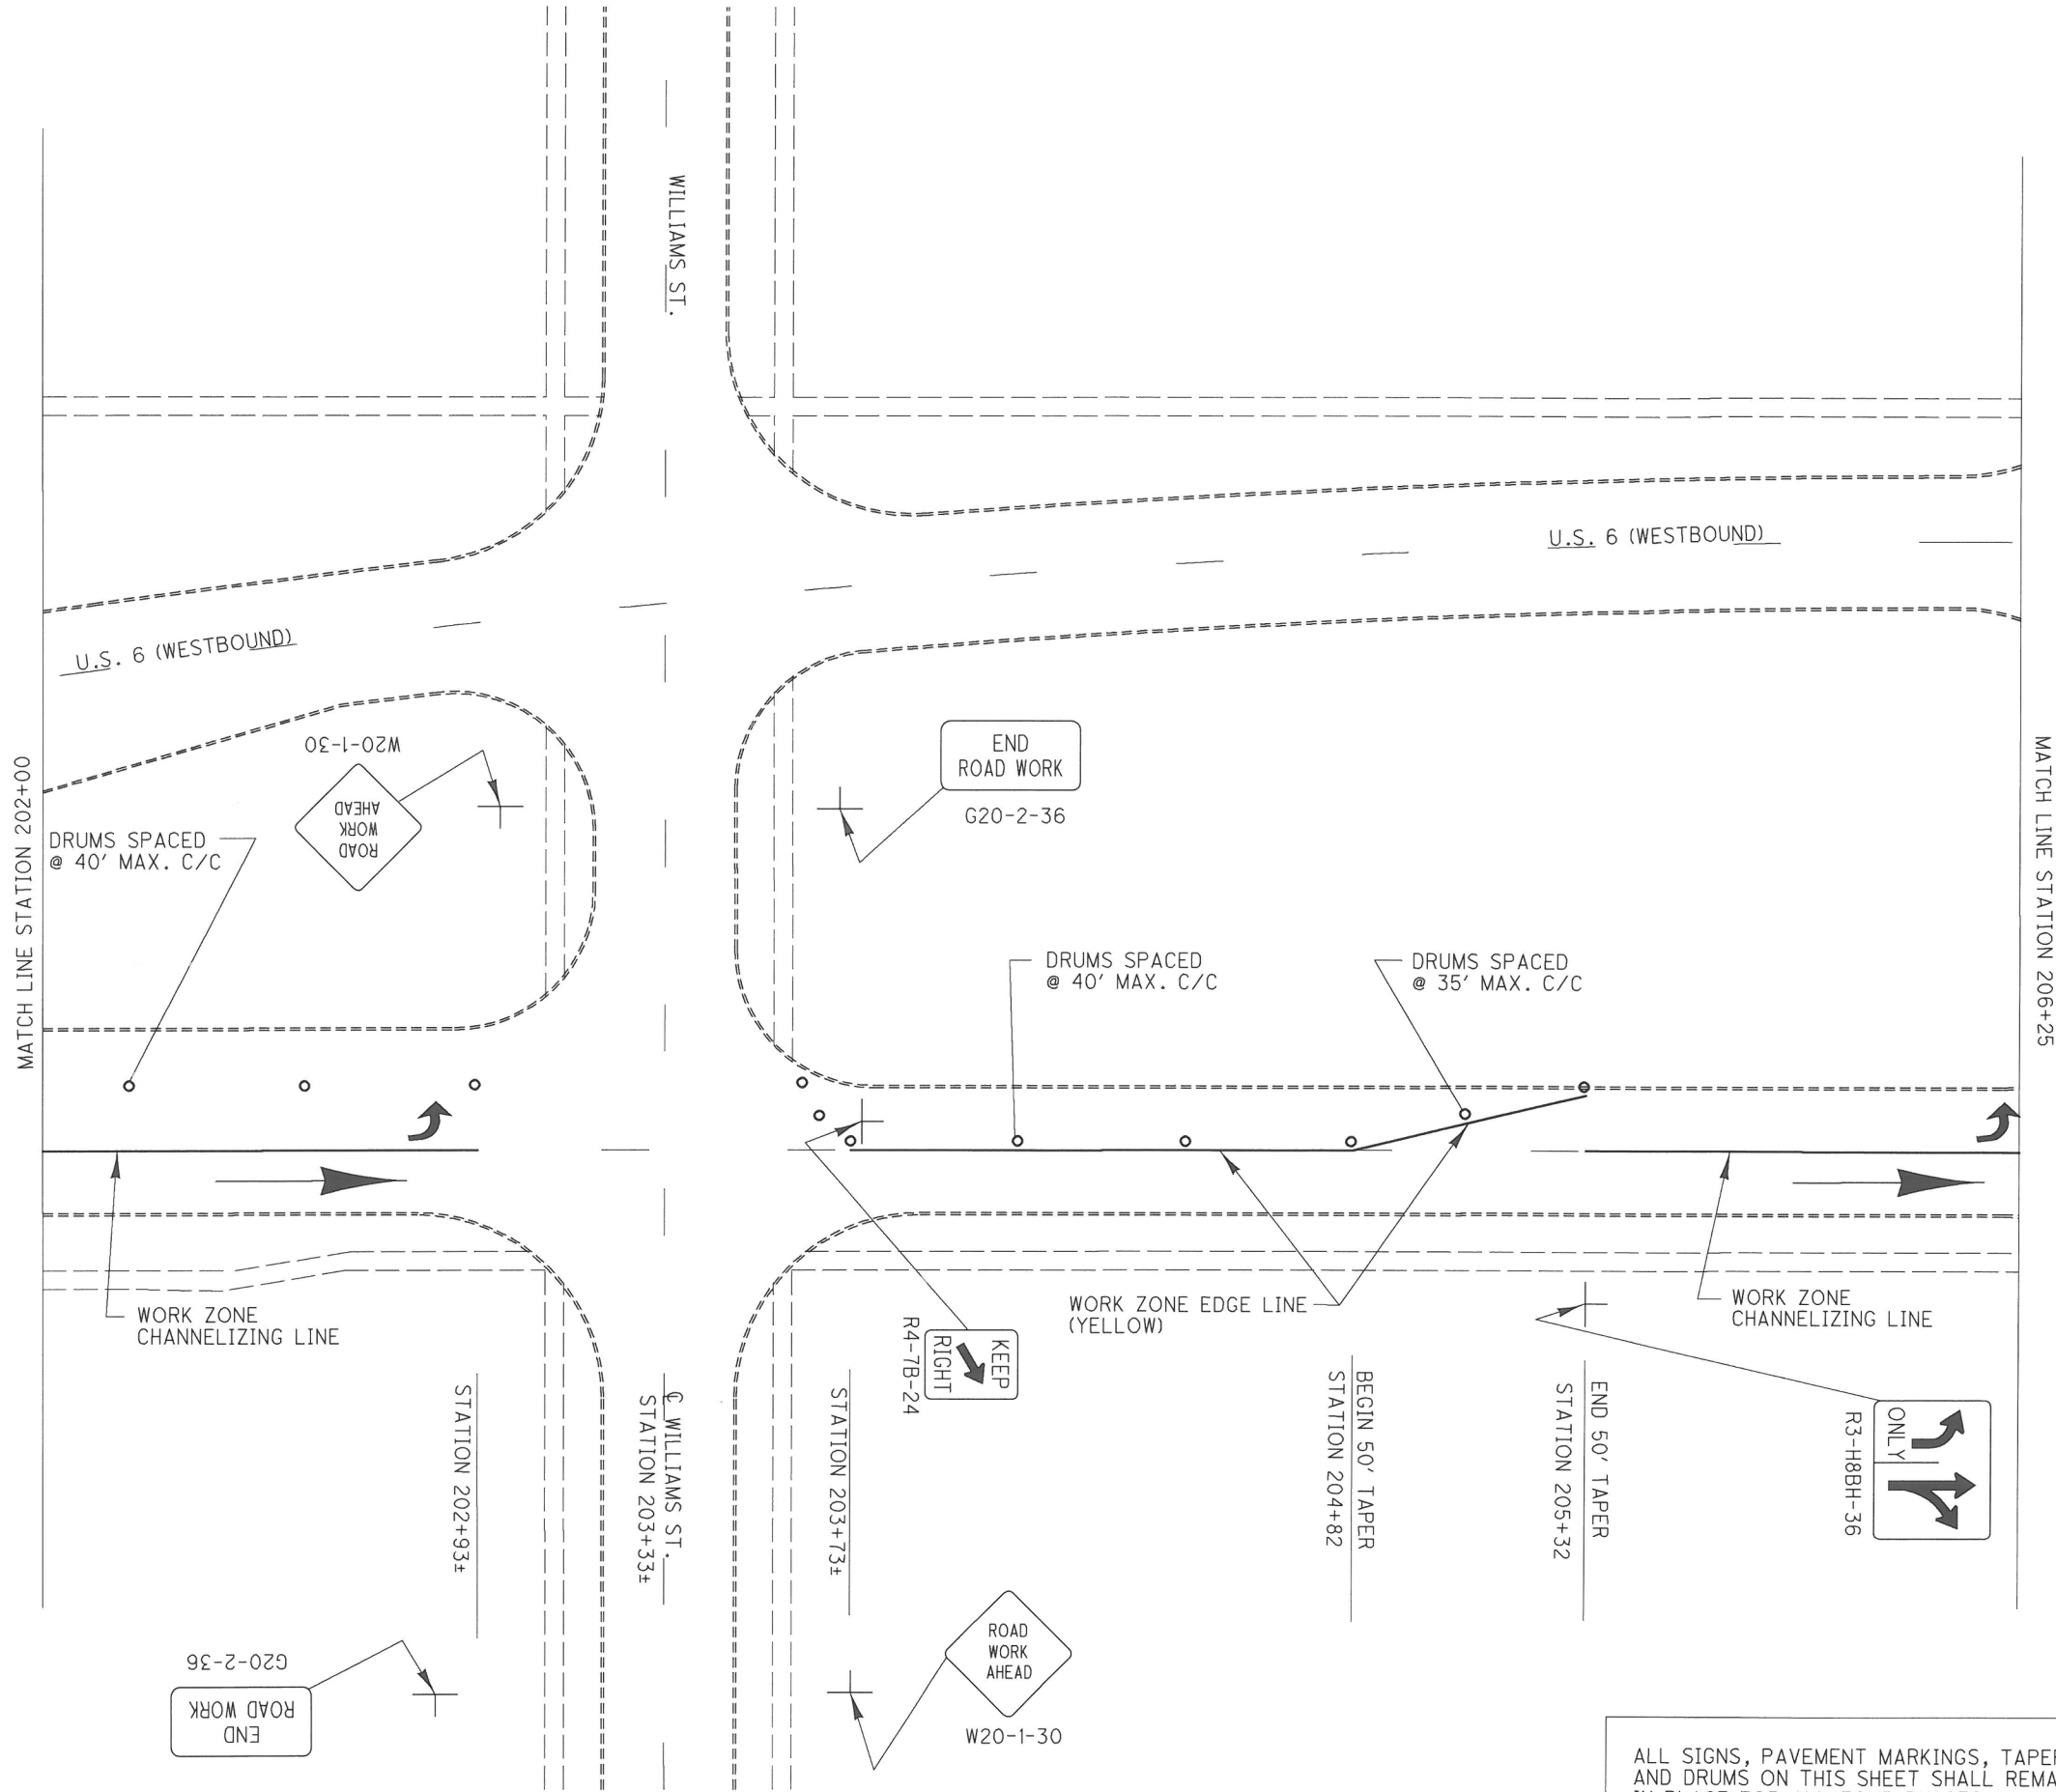 WILLIAMS ST.
U.S. 6 (WESTBOUND)
U.S. 6 (WESTBOUND)
MATCH LINE STATION 202+00
MATCH LINE STATION 206+25
W20-1-30
ROAD
WORK
AHEAD
END
ROAD WORK
G20-2-36
DRUMS SPACED
@ 40' MAX. C/C
DRUMS SPACED
@ 40' MAX. C/C
DRUMS SPACED
@ 35' MAX. C/C
WORK ZONE
CHANNELIZING LINE
WORK ZONE EDGE LINE
(YELLOW)
WORK ZONE
CHANNELIZING LINE
KEEP
RIGHT
R4-7B-24
STATION 202+93±
℄ WILLIAMS ST.
STATION 203+33±
STATION 203+73±
BEGIN 50' TAPER
STATION 204+82
END 50' TAPER
STATION 205+32
ONLY
R3-H8BH-36
G20-2-36
END
ROAD WORK
ROAD
WORK
AHEAD
W20-1-30
ALL SIGNS, PAVEMENT MARKINGS,
AND DRUMS ON THIS SHEET SHALL